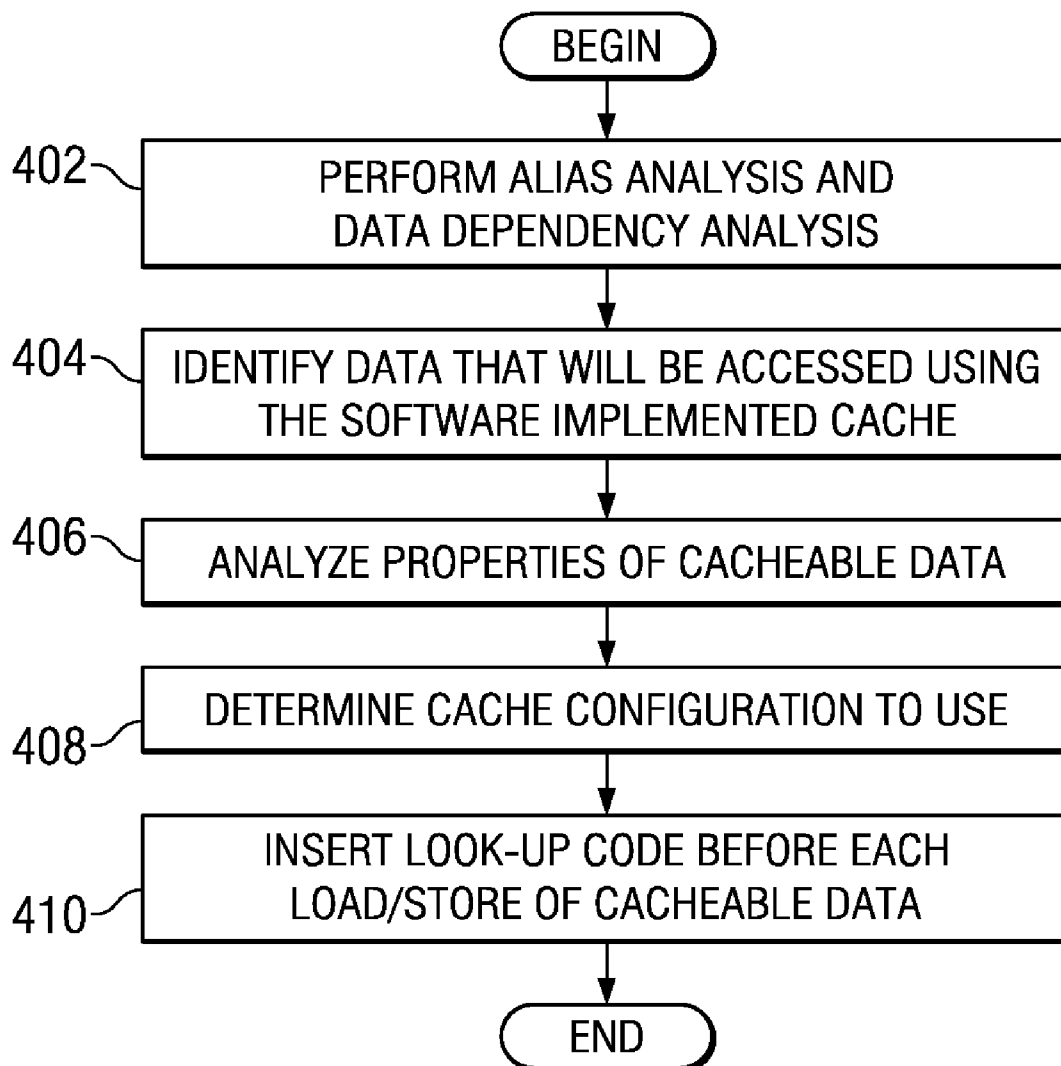 BEGIN
402
PERFORM ALIAS ANALYSIS AND
DATA DEPENDENCY ANALYSIS
404
IDENTIFY DATA THAT WILL BE ACCESSED USING
THE SOFTWARE IMPLEMENTED CACHE
406
ANALYZE PROPERTIES OF CACHEABLE DATA
408
DETERMINE CACHE CONFIGURATION TO USE
410
INSERT LOOK-UP CODE BEFORE EACH
LOAD/STORE OF CACHEABLE DATA
END